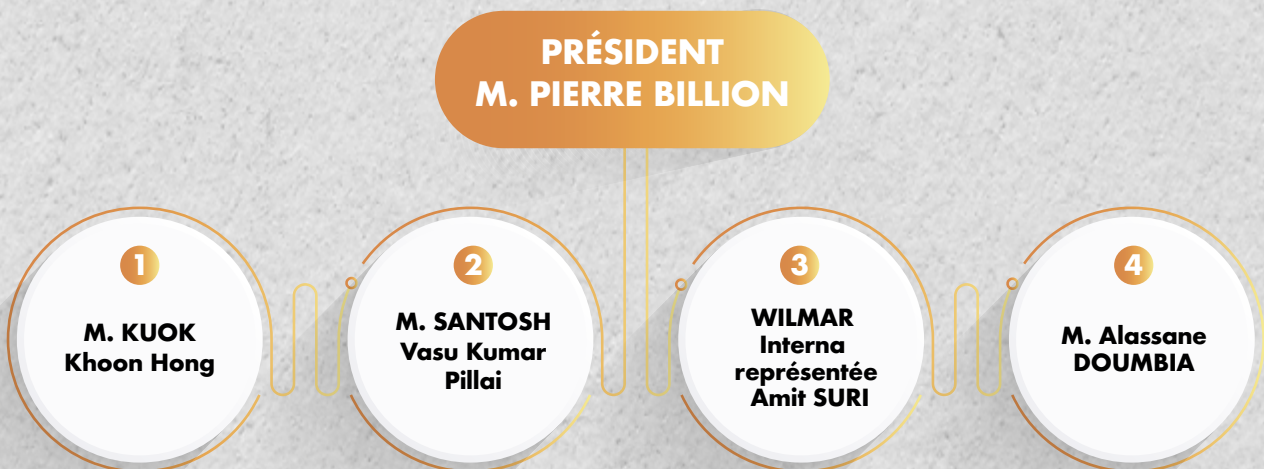 PRÉSIDENT
M. PIERRE BILLION
1
M. KUOK
Khoon Hong
2
M. SANTOSH
Vasu Kumar
Pillai
3
WILMAR
Interna
représentée
Amit SURI
4
M. Alassane
DOUMBIA